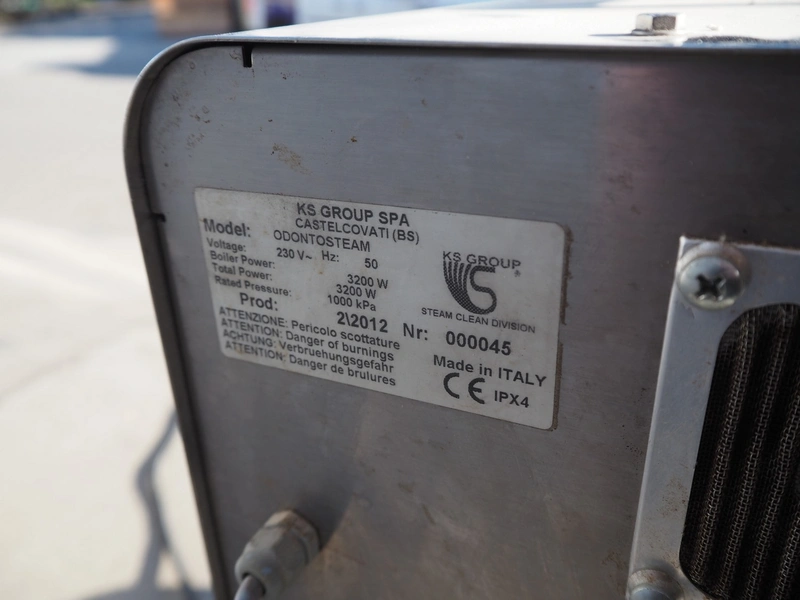 KS GROUP SPA
CASTELCOVATI (BS)
Model: ODONTOSTEAM
Voltage: 230 V~ Hz: 50
Boiler Power: 3200 W
Total Power: 3200 W
Rated Pressure: 1000 kPa
Prod: 2\2012 Nr: 000045
ATTENZIONE: Pericolo scottature
ATTENTION: Danger of burnings
ACHTUNG: Verbruehungsgefahr
ATTENTION: Danger de brulures
KS GROUP
®
STEAM CLEAN DIVISION
Made in ITALY
CE IPX4